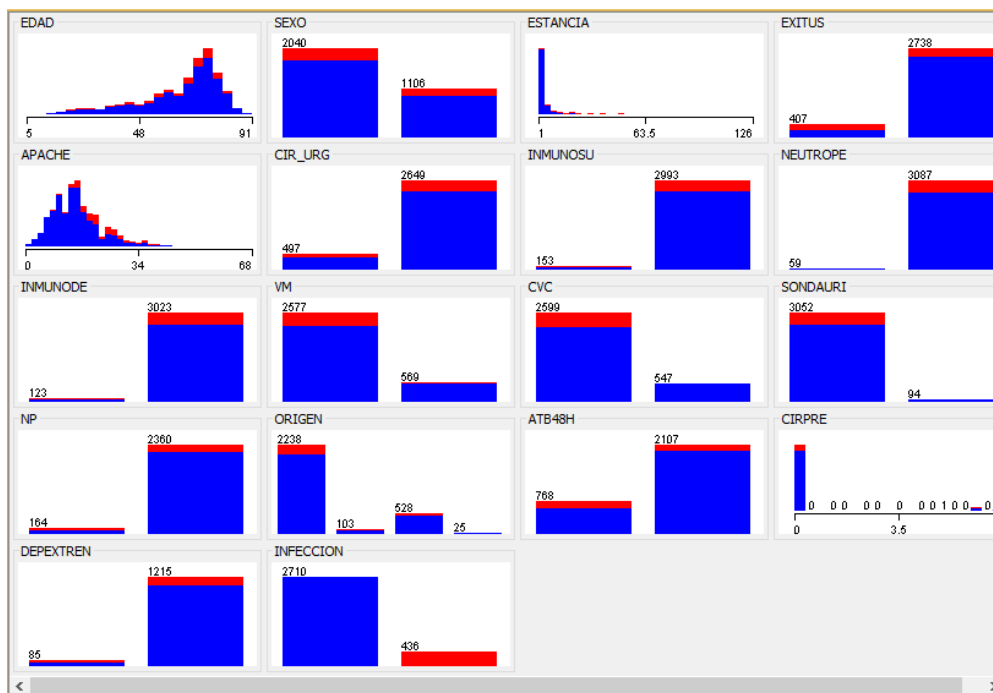 EDAD
5 48 91
SEXO
2040 1106
ESTANCIA
1 63.5 126
EXITUS
407 2738
APACHE
0 34 68
CIR_URG
497 2649
INMUNOSU
153 2993
NEUTROPE
59 3087
INMUNODE
123 3023
VM
2577 569
CVC
2599 547
SONDAURI
3052 94
NP
164 2360
ORIGEN
2238 103 528 25
ATB48H
768 2107
CIRPRE
0 0 0 0 0 0 0 0 1 0 0 0
0 3.5
DEPEXTREN
85 1215
INFECCION
2710 436